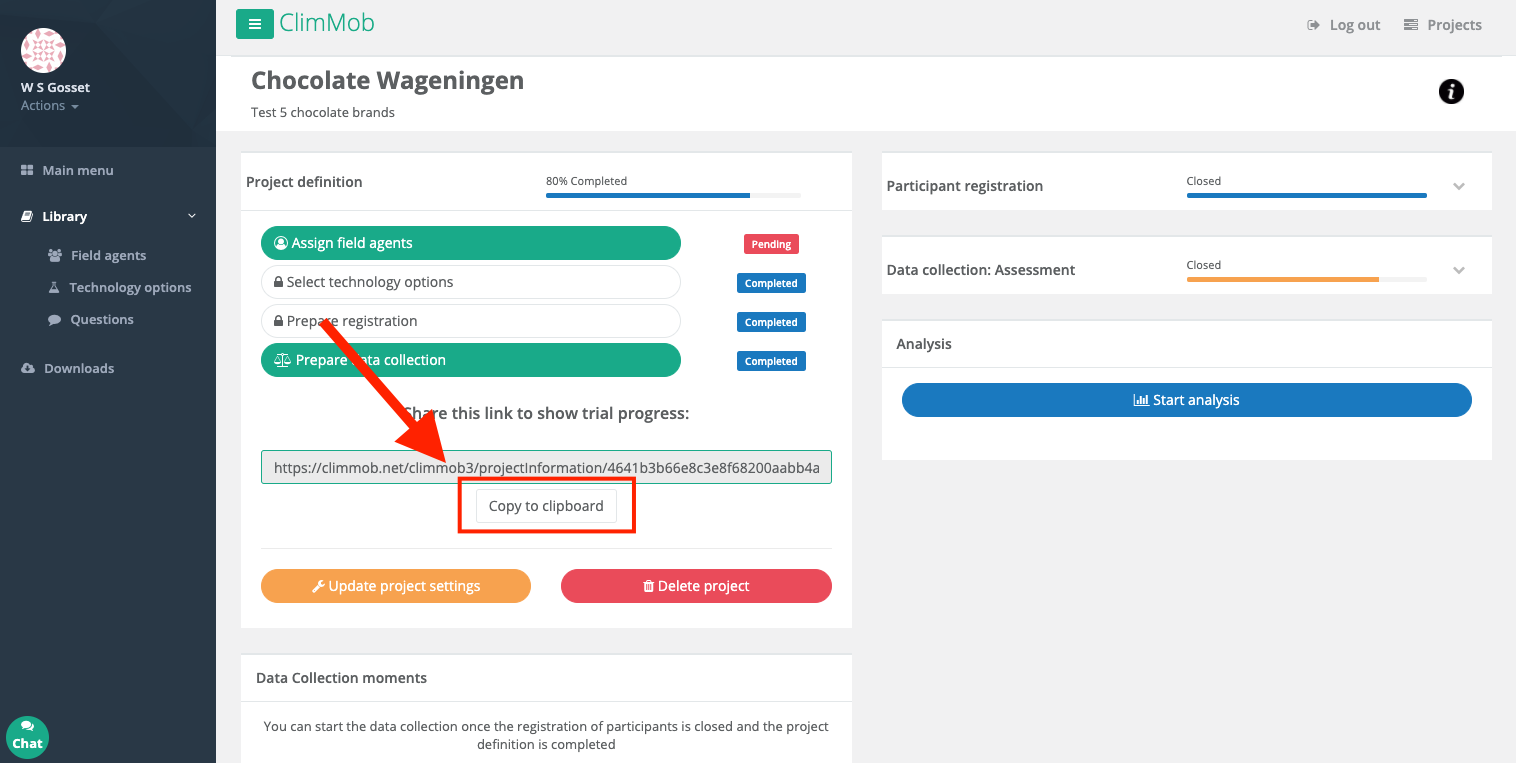 W S Gosset
Actions
Main menu
Library
Field agents
Technology options
Questions
Downloads
Chat
ClimMob
Log out
Projects
Chocolate Wageningen
Test 5 chocolate brands
i
Project definition
80% Completed
Assign field agents
Pending
Select technology options
Completed
Prepare registration
Completed
Prepare data collection
Completed
Share this link to show trial progress:
https://climmob.net/climmob3/projectInformation/4641b3b66e8c3e8f68200aabb4a
Copy to clipboard
Update project settings
Delete project
Data Collection moments
You can start the data collection once the registration of participants is closed and the project
definition is completed
Participant registration
Closed
Data collection: Assessment
Closed
Analysis
Start analysis